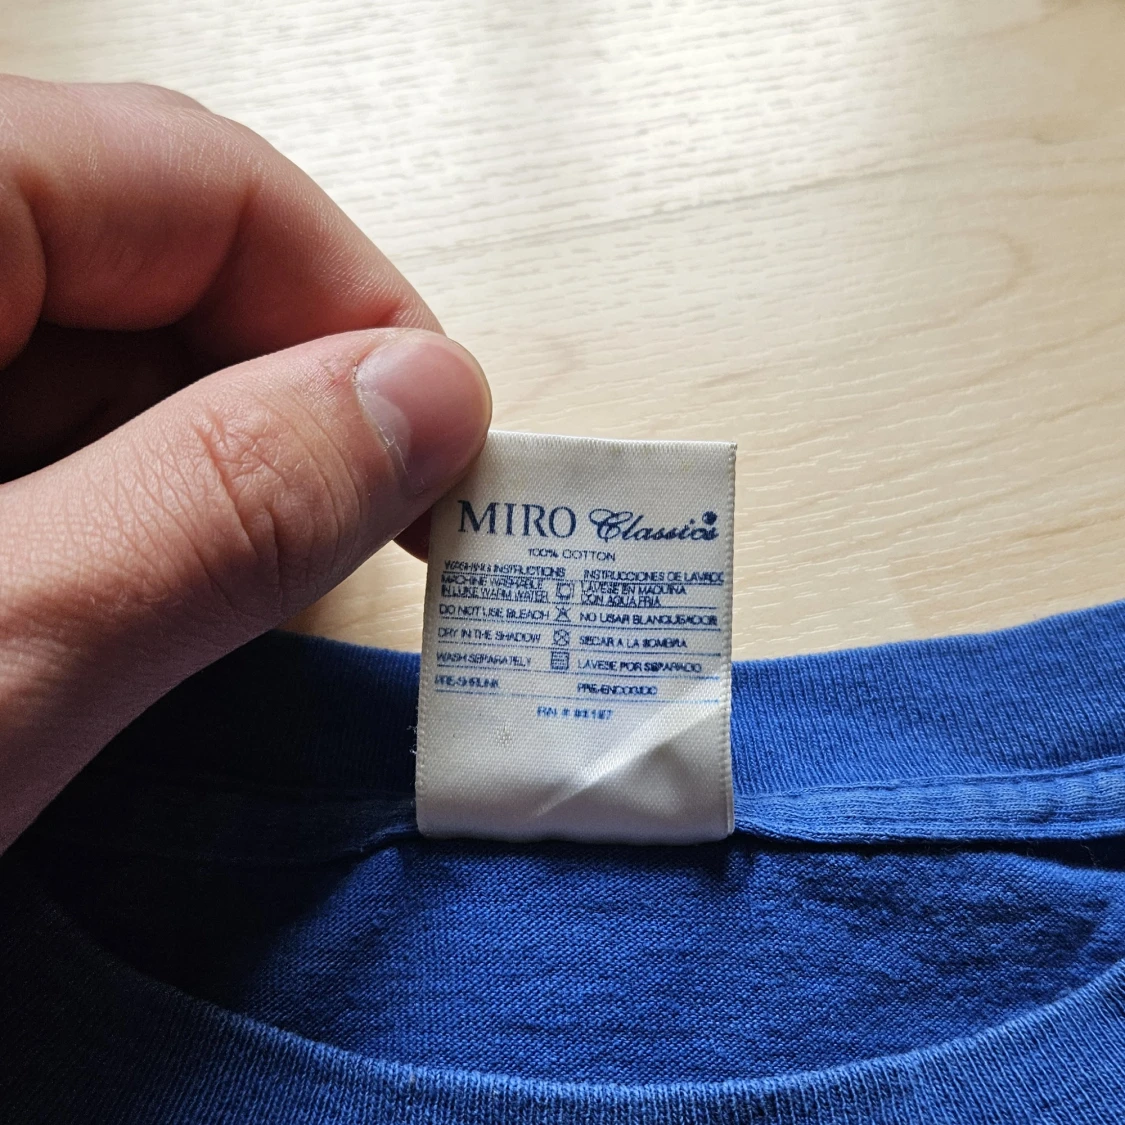 MIRO Classics
100% COTTON
WASHING INSTRUCTIONS
MACHINE WASHABLE
IN LUKE WARM WATER
DO NOT USE BLEACH
DRY IN THE SHADOW
WASH SEPARATELY
PRE-SHRUNK
INSTRUCCIONES DE LAVADO
LAVESE EN MAQUINA
CON AGUA FRIA
NO USAR BLANQUEADOR
SECAR A LA SOMBRA
LAVESE POR SEPARADO
PRE-ENCOGIDO
RN #